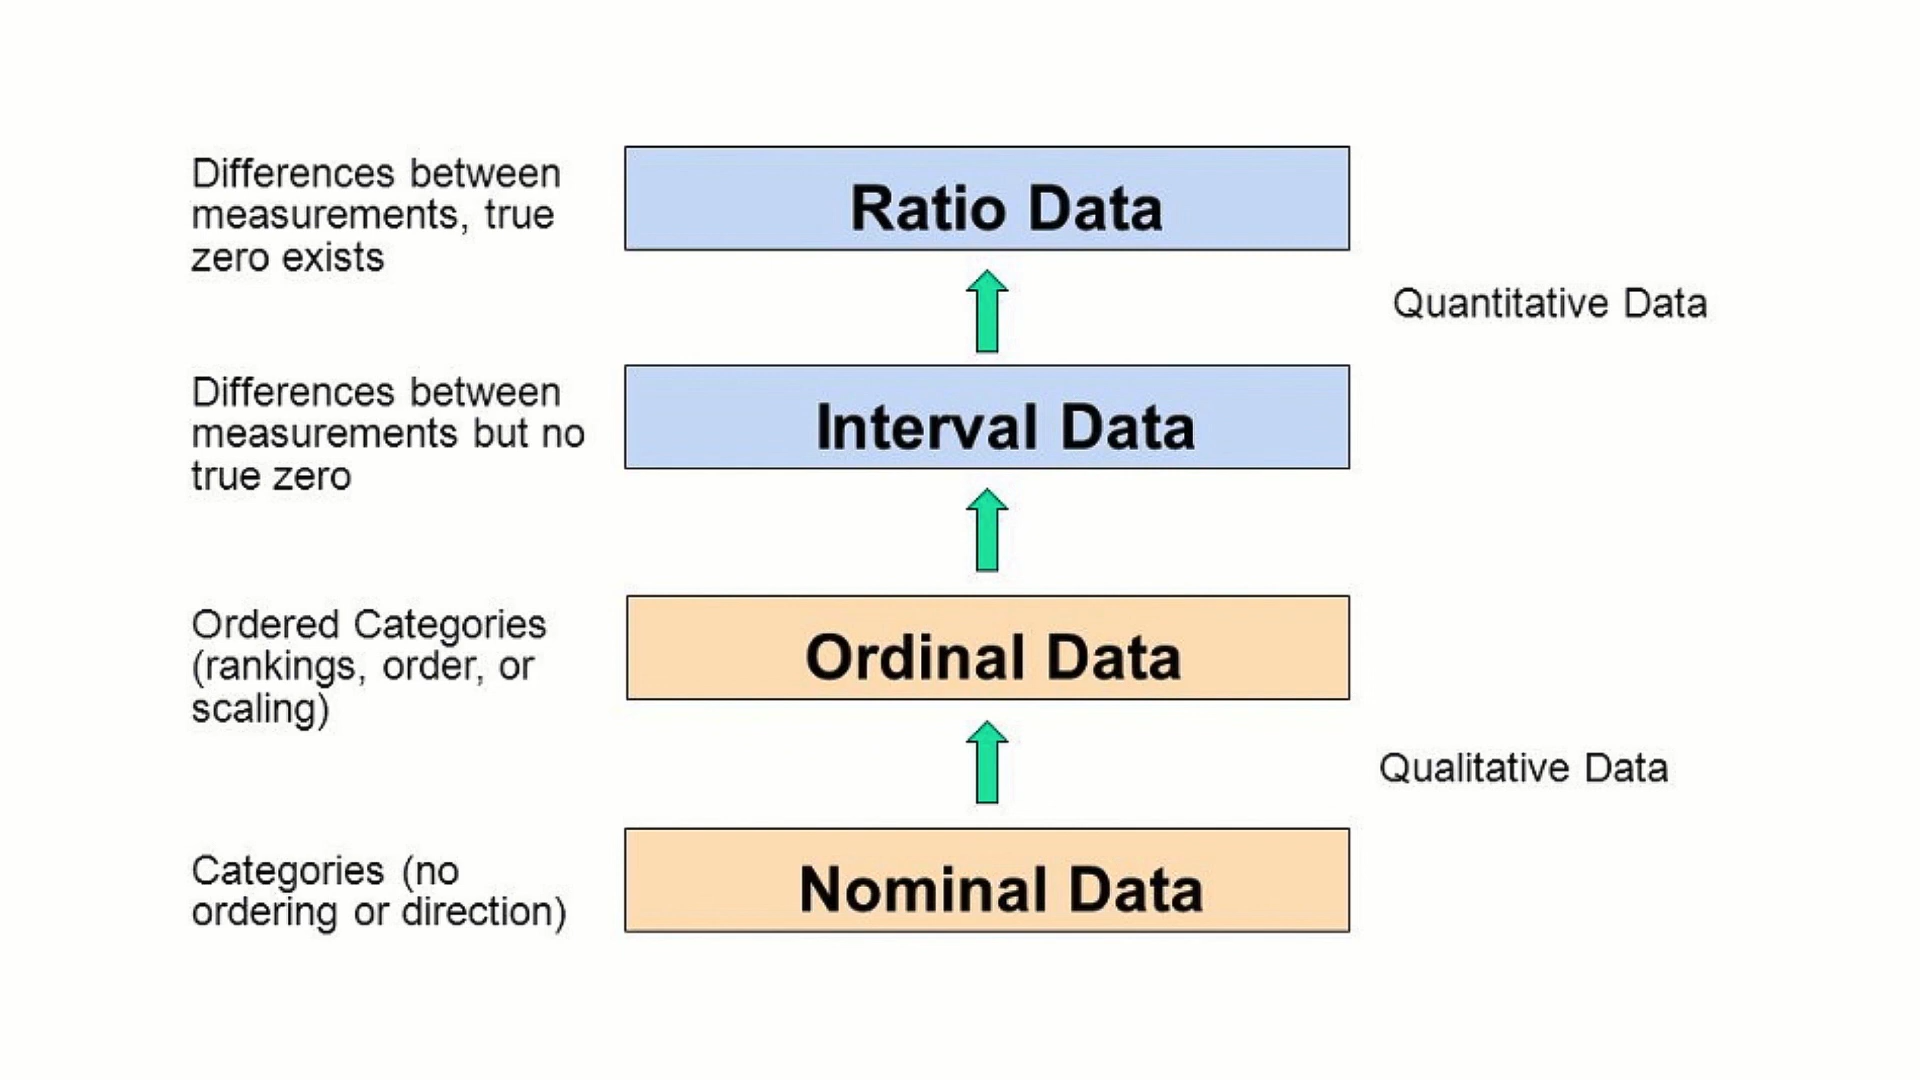 Differences between
measurements, true
zero exists
Ratio Data
Quantitative Data
Differences between
measurements but no
true zero
Interval Data
Ordered Categories
(rankings, order, or
scaling)
Ordinal Data
Qualitative Data
Categories (no
ordering or direction)
Nominal Data